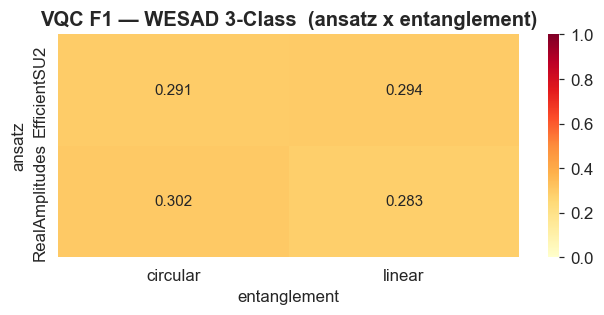 VQC F1 — WESAD 3-Class (ansatz x entanglement)
ansatz
EfficientSU2
RealAmplitudes
0.291
0.294
0.302
0.283
circular
linear
entanglement
1.0
0.8
0.6
0.4
0.2
0.0